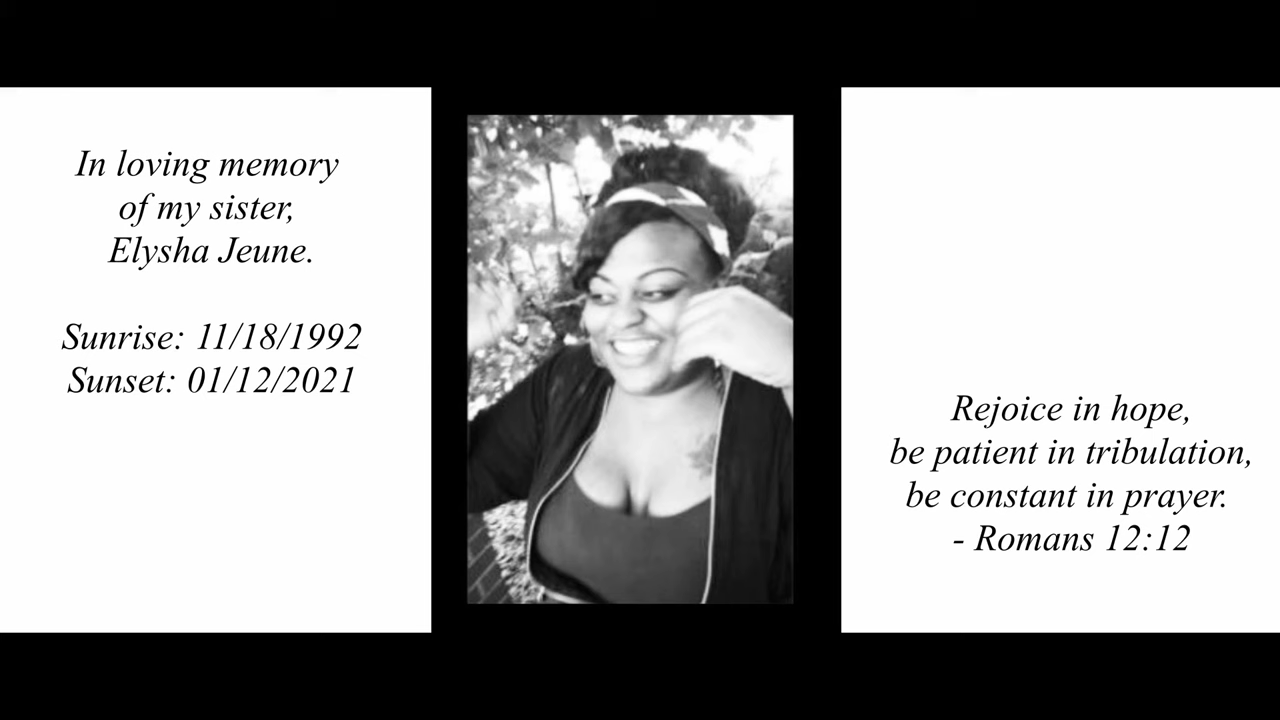 In loving memory
of my sister,
Elysha Jeune.
Sunrise: 11/18/1992
Sunset: 01/12/2021
Rejoice in hope,
be patient in tribulation,
be constant in prayer.
- Romans 12:12